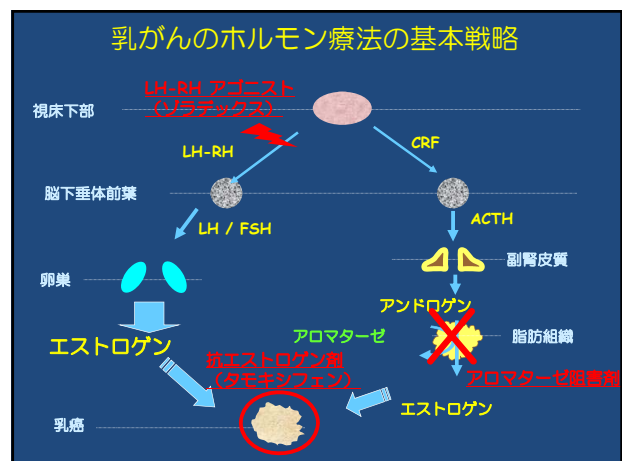 乳がんのホルモン療法の基本戦略
LH-RH アゴニスト
（ゾラデックス）
視床下部
LH-RH
CRF
脳下垂体前葉
LH / FSH
ACTH
卵巣
副腎皮質
アンドロゲン
エストロゲン
アロマターゼ
脂肪組織
抗エストロゲン剤
（タモキシフェン）
アロマターゼ阻害剤
エストロゲン
乳癌